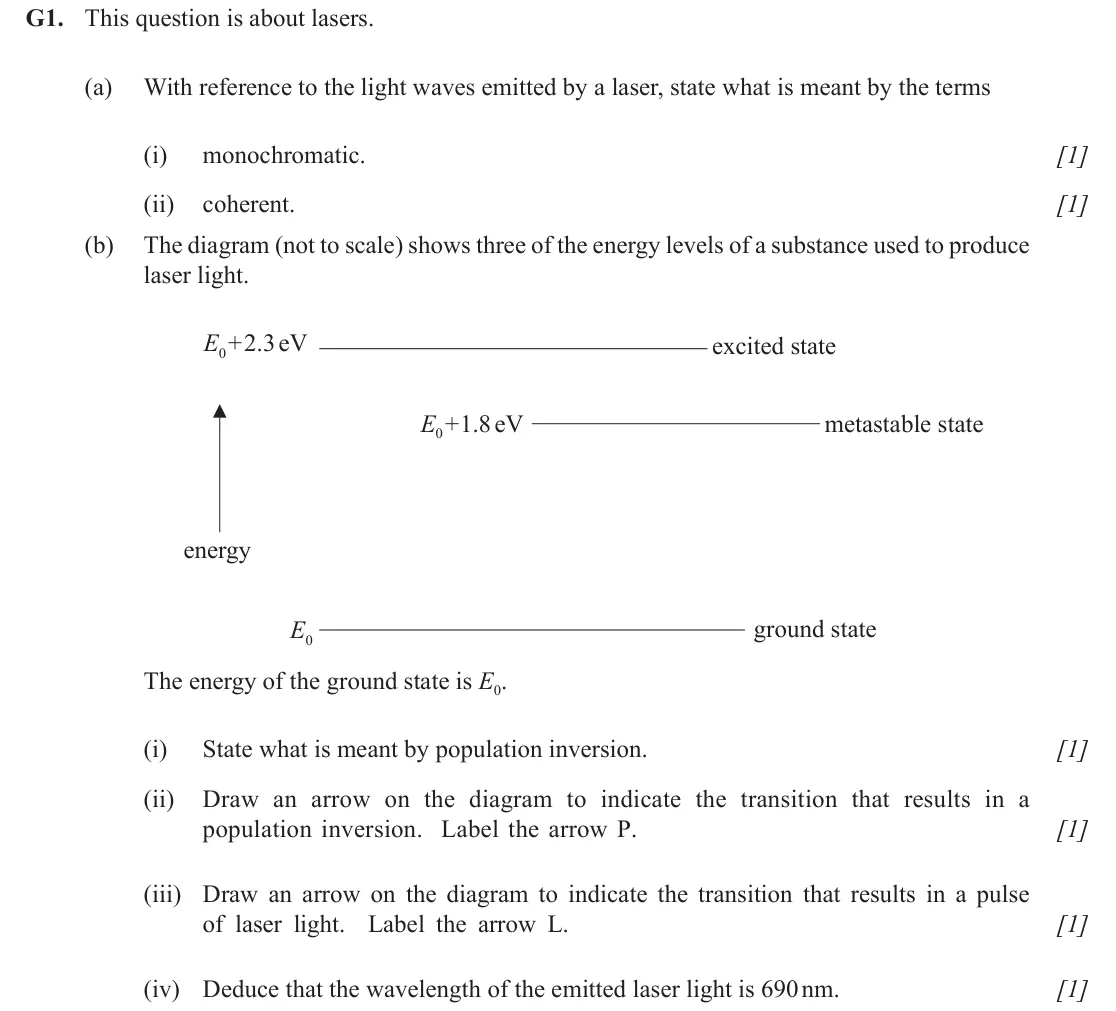 G1. This question is about lasers.
(a) With reference to the light waves emitted by a laser, state what is meant by the terms
(i) monochromatic. [1]
(ii) coherent. [1]
(b) The diagram (not to scale) shows three of the energy levels of a substance used to produce
laser light.
E₀+2.3 eV excited state
E₀+1.8 eV metastable state
energy
E₀ ground state
The energy of the ground state is E₀.
(i) State what is meant by population inversion. [1]
(ii) Draw an arrow on the diagram to indicate the transition that results in a
population inversion. Label the arrow P. [1]
(iii) Draw an arrow on the diagram to indicate the transition that results in a pulse
of laser light. Label the arrow L. [1]
(iv) Deduce that the wavelength of the emitted laser light is 690 nm. [1]